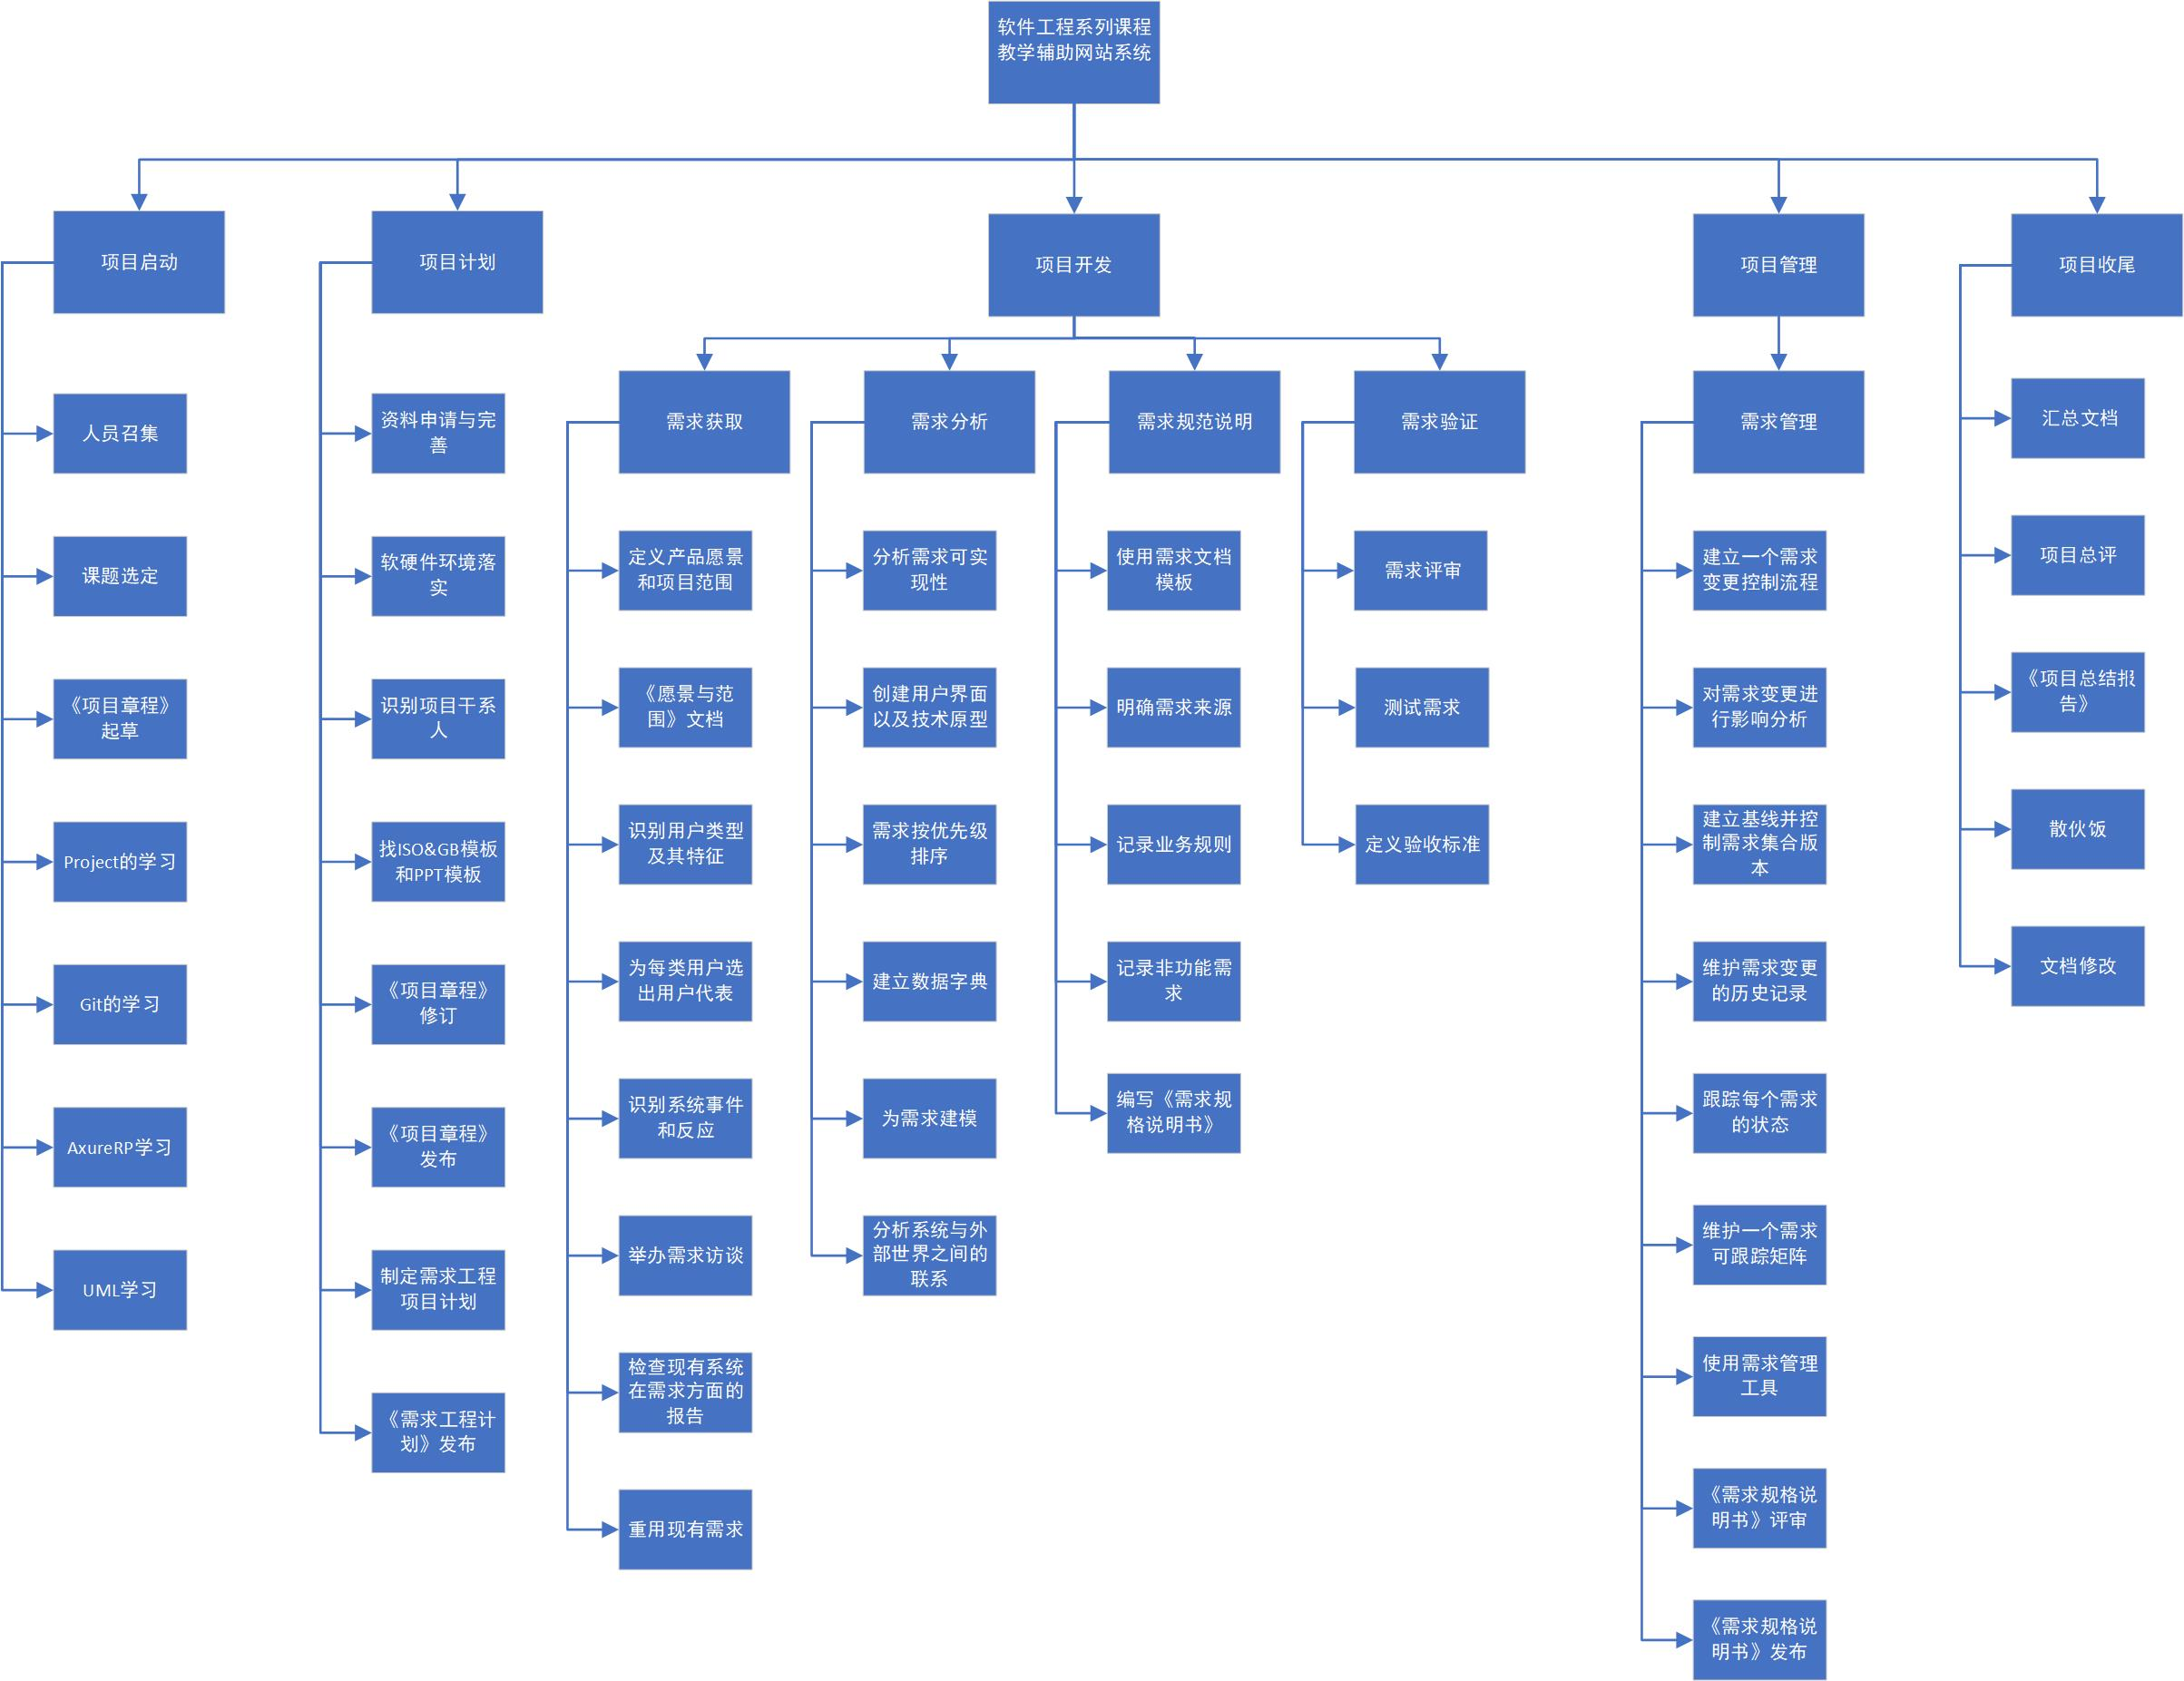 软件工程系列课程
教学辅助网站系统
项目启动
项目计划
项目开发
项目管理
项目收尾
人员召集
课题选定
《项目章程》
起草
Project的学习
Git的学习
AxureRP学习
UML学习
资料申请与完
善
软硬件环境落
实
识别项目干系
人
找ISO&GB模板
和PPT模板
《项目章程》
修订
《项目章程》
发布
制定需求工程
项目计划
《需求工程计
划》发布
需求获取
需求分析
需求规范说明
需求验证
需求管理
定义产品愿景
和项目范围
《愿景与范
围》文档
识别用户类型
及其特征
为每类用户选
出用户代表
识别系统事件
和反应
举办需求访谈
检查现有系统
在需求方面的
报告
重用现有需求
分析需求可实
现性
创建用户界面
以及技术原型
需求按优先级
排序
建立数据字典
为需求建模
分析系统与外
部世界之间的
联系
使用需求文档
模板
明确需求来源
记录业务规则
记录非功能需
求
编写《需求规
格说明书》
需求评审
测试需求
定义验收标准
建立一个需求
变更控制流程
对需求变更进
行影响分析
建立基线并控
制需求集合版
本
维护需求变更
的历史记录
跟踪每个需求
的状态
维护一个需求
可跟踪矩阵
使用需求管理
工具
《需求规格说
明书》评审
《需求规格说
明书》发布
汇总文档
项目总评
《项目总结报
告》
散伙饭
文档修改